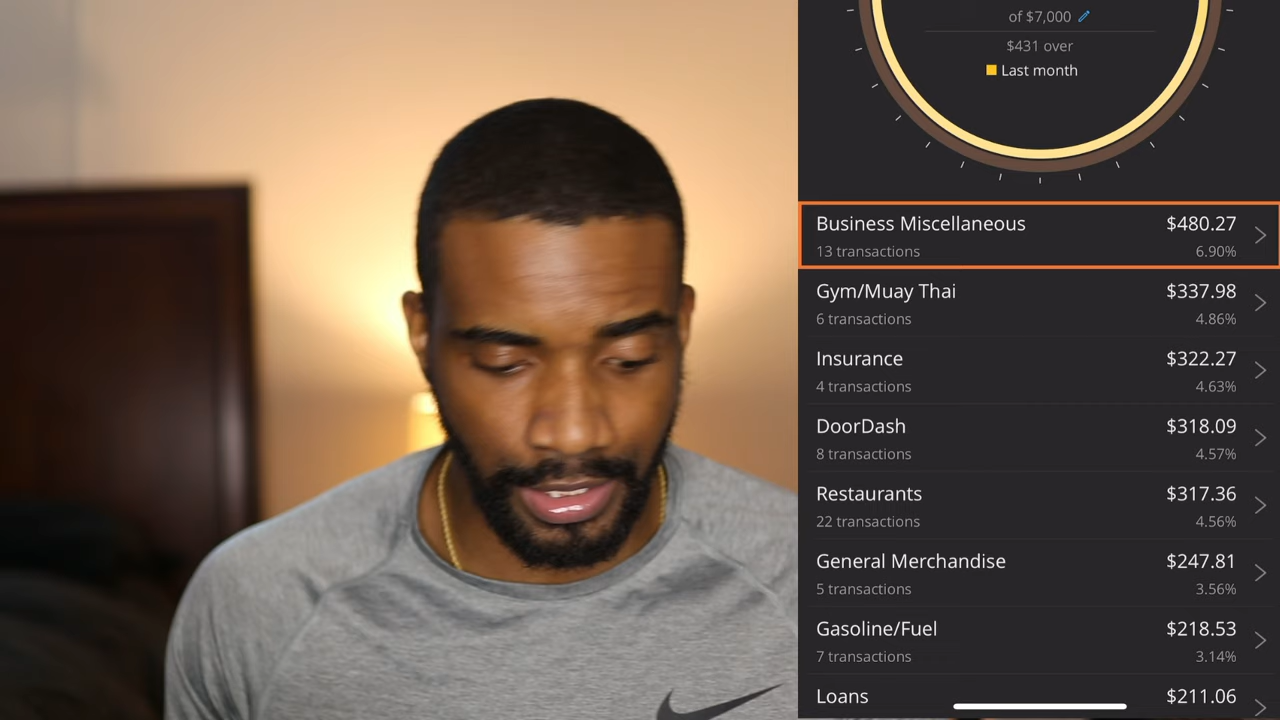 of $7,000
$431 over
Last month
Business Miscellaneous $480.27
13 transactions 6.90%
Gym/Muay Thai $337.98
6 transactions 4.86%
Insurance $322.27
4 transactions 4.63%
DoorDash $318.09
8 transactions 4.57%
Restaurants $317.36
22 transactions 4.56%
General Merchandise $247.81
5 transactions 3.56%
Gasoline/Fuel $218.53
7 transactions 3.14%
Loans $211.06